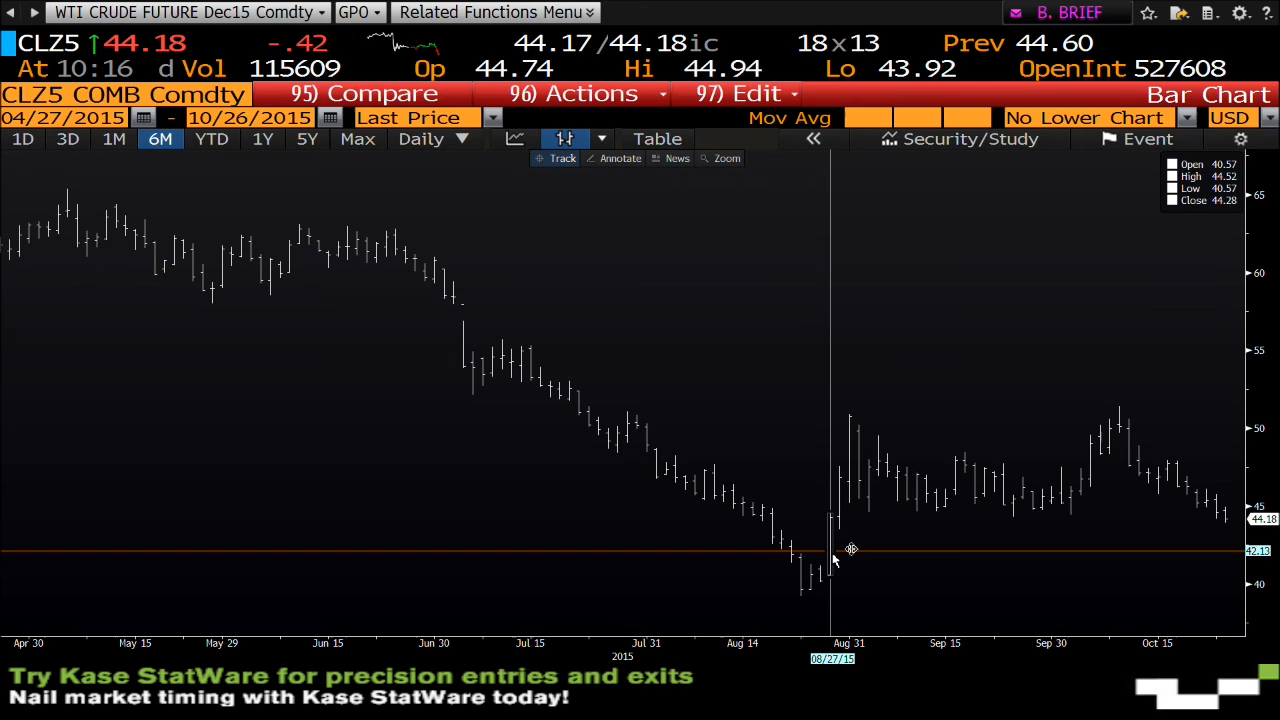 WTI CRUDE FUTURE Dec15 Comdty GPO Related Functions Menu B. BRIEF
CLZ5 ↑44.18 -.42 44.17/44.18ic 18x13 Prev 44.60
At 10:16 d Vol 115609 Op 44.74 Hi 44.94 Lo 43.92 OpenInt 527608
CLZ5 COMB Comdty 95) Compare 96) Actions 97) Edit Bar Chart
04/27/2015 - 10/26/2015 Last Price Mov Avg No Lower Chart USD
1D 3D 1M 6M YTD 1Y 5Y Max Daily Table Security/Study Event
Track Annotate News Zoom
Open 40.57
High 44.52
Low 40.57
Close 44.28
65
60
55
50
45
44.18
42.13
40
Apr 30 May 15 May 29 Jun 15 Jun 30 Jul 15 Jul 31 Aug 14 Aug 31 Sep 15 Sep 30 Oct 15
2015 08/27/15
Try Kase StatWare for precision entries and exits
Nail market timing with Kase StatWare today!